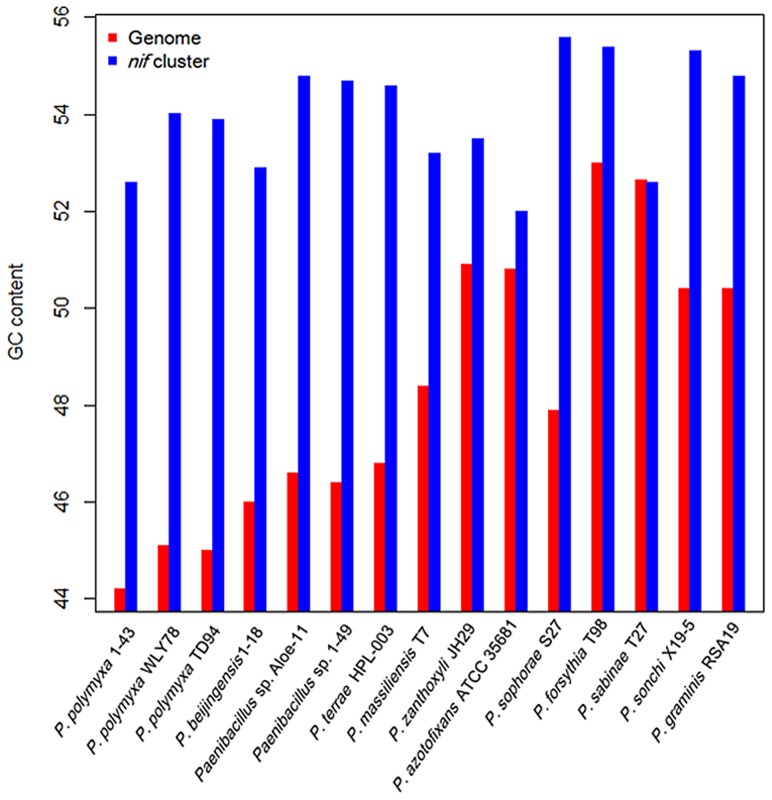 Genome
nif cluster
GC content
56
54
52
50
48
46
44
P. polymyxa 1-43
P. polymyxa WLY78
P. polymyxa TD94
P. beijingensis1-18
Paenibacillus sp. Aloe-11
Paenibacillus sp. 1-49
P. terrae HPL-003
P. massiliensis T7
P. zanthoxyli JH29
P. azotofixans ATCC 35681
P. sophorae S27
P. forsythia T98
P. sabinae T27
P. sonchi X19-5
P. graminis RSA19